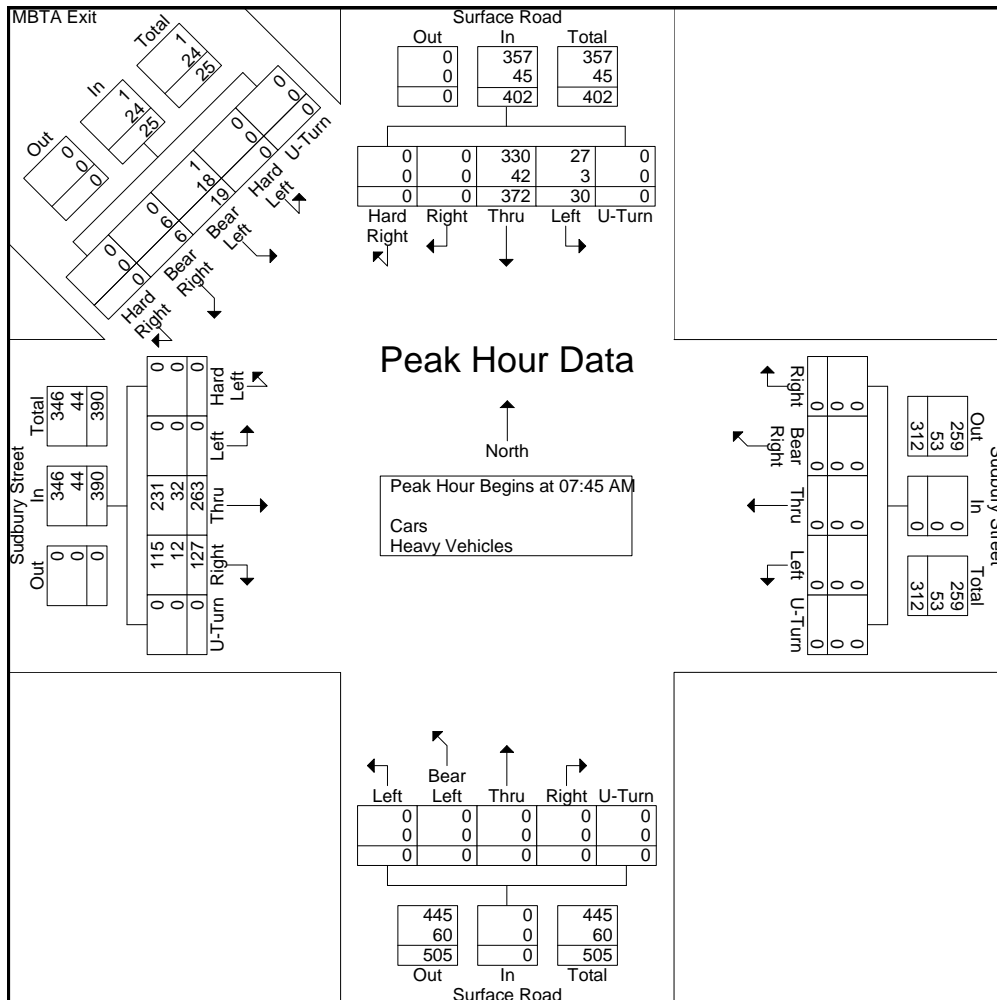 MBTA Exit
Total
1
24
25
In
1
24
25
Out
0
0
0
0 0 1 0 0
0 6 18 0 0
0 6 19 0 0
Hard Right
Bear Right
Bear Left
Hard Left
U-Turn
Surface Road
Out In Total
0 357 357
0 45 45
0 402 402
0 0 330 27 0
0 0 42 3 0
0 0 372 30 0
Hard Right Thru Left U-Turn
Right
Peak Hour Data
North
Peak Hour Begins at 07:45 AM
Cars
Heavy Vehicles
Sudbury Street
Out In Total
0 346 346
0 44 44
0 390 390
0 115 231 0 0
0 12 32 0 0
0 127 263 0 0
U-Turn Right Thru Left Hard
Left
Sudbury Street
Out In Total
259 0 259
53 0 53
312 0 312
0 0 0 0 0
0 0 0 0 0
0 0 0 0 0
Right Bear Thru Left U-Turn
Right
Bear
Left Left Thru Right U-Turn
0 0 0 0 0
0 0 0 0 0
0 0 0 0 0
445 0 445
60 0 60
505 0 505
Out In Total
Surface Road